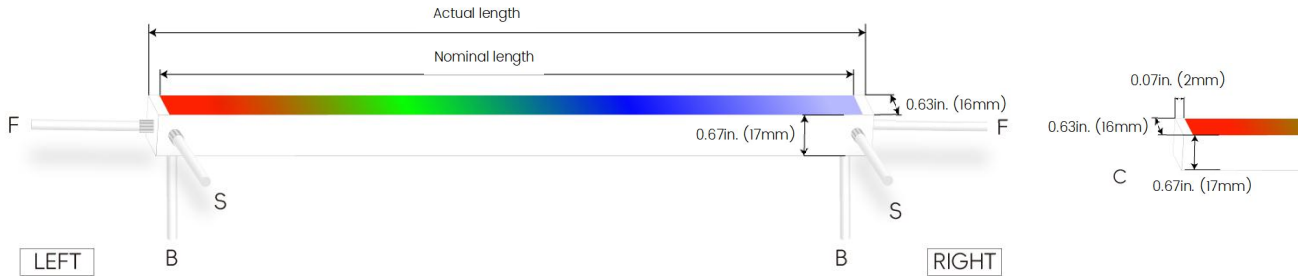 Actual length
Nominal length
0.07in. (2mm)
F
0.63in. (16mm)
0.63in. (16mm)
0.67in. (17mm)
F
C
0.67in. (17mm)
S
S
LEFT
B
B
RIGHT